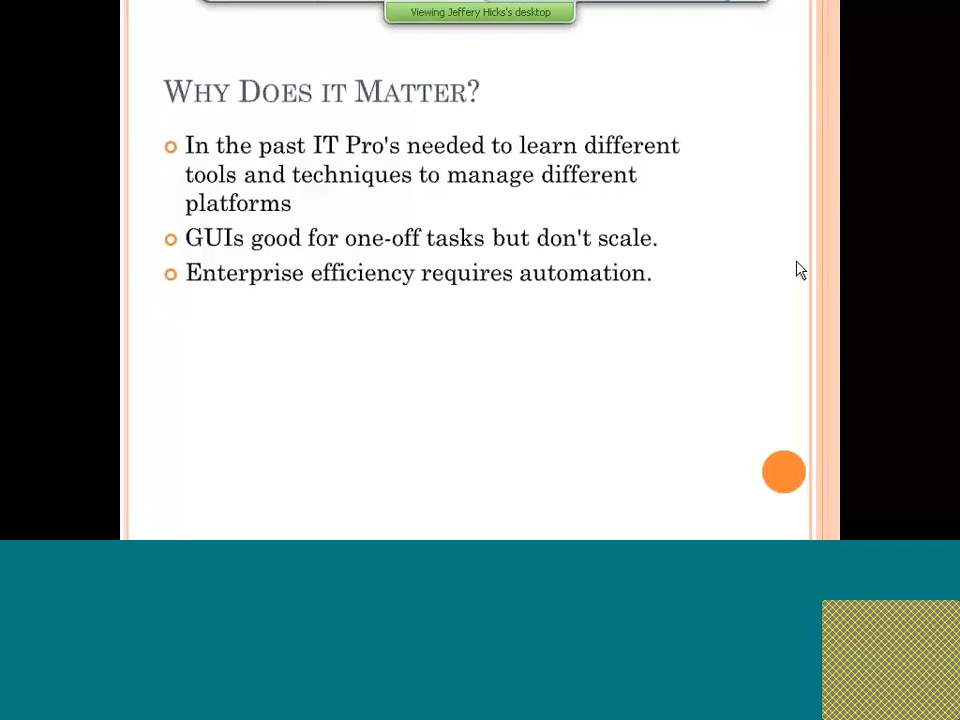 Viewing Jeffery Hicks's desktop
WHY DOES IT MATTER?
In the past IT Pro's needed to learn different
tools and techniques to manage different
platforms
GUIs good for one-off tasks but don't scale.
Enterprise efficiency requires automation.